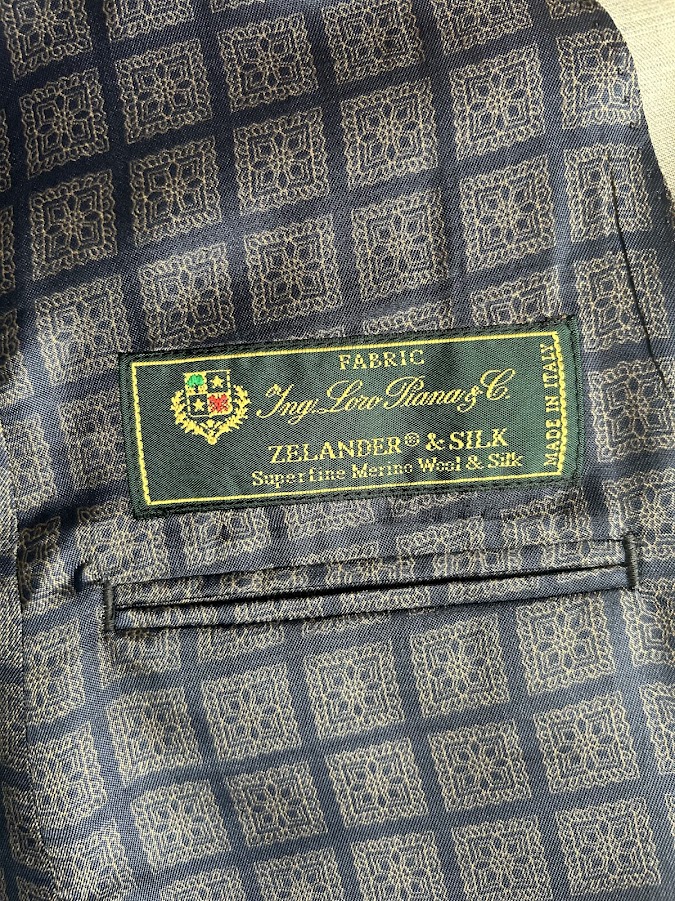 FABRIC
Ing. Loro Piana & C.
ZELANDER® & SILK
Superfine Merino Wool & Silk
MADE IN ITALY